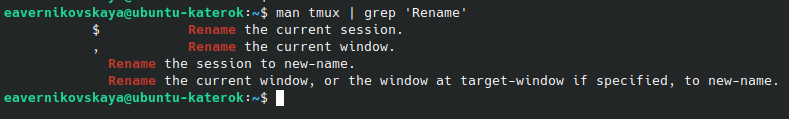 eavernikovskaya@ubuntu-katerok:~$ man tmux | grep 'Rename'
$ Rename the current session.
, Rename the current window.
Rename the session to new-name.
Rename the current window, or the window at target-window if specified, to new-name.
eavernikovskaya@ubuntu-katerok:~$